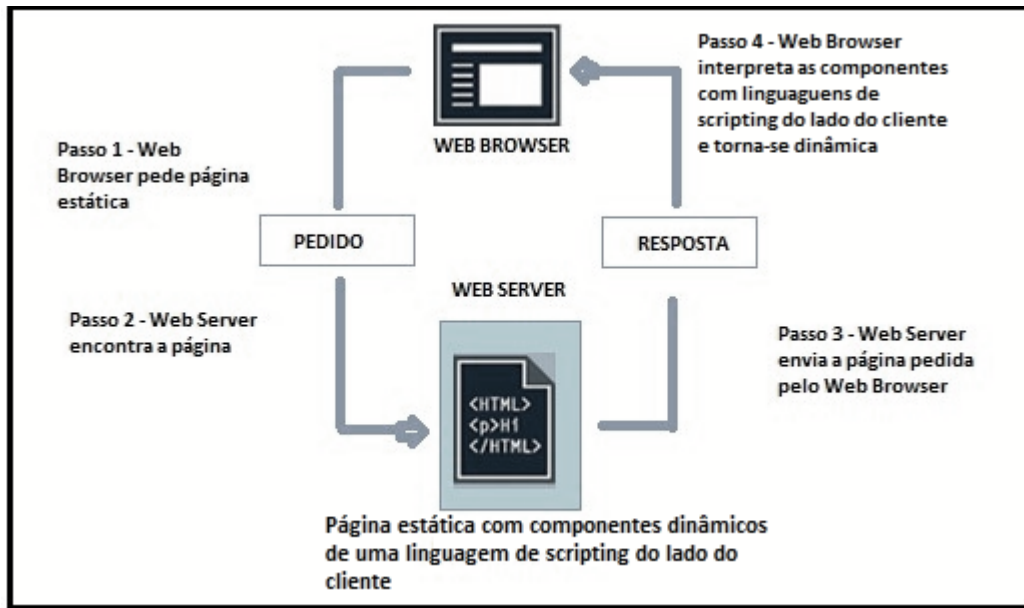 WEB BROWSER
Passo 1 - Web
Browser pede página
estática
PEDIDO
Passo 2 - Web Server
encontra a página
WEB SERVER
<HTML>
<p>H1
</HTML>
Página estática com componentes dinâmicos
de uma linguagem de scripting do lado do
cliente
Passo 3 - Web Server
envia a página pedida
pelo Web Browser
RESPOSTA
Passo 4 - Web Browser
interpreta as componentes
com linguaguens de
scripting do lado do cliente
e torna-se dinâmica